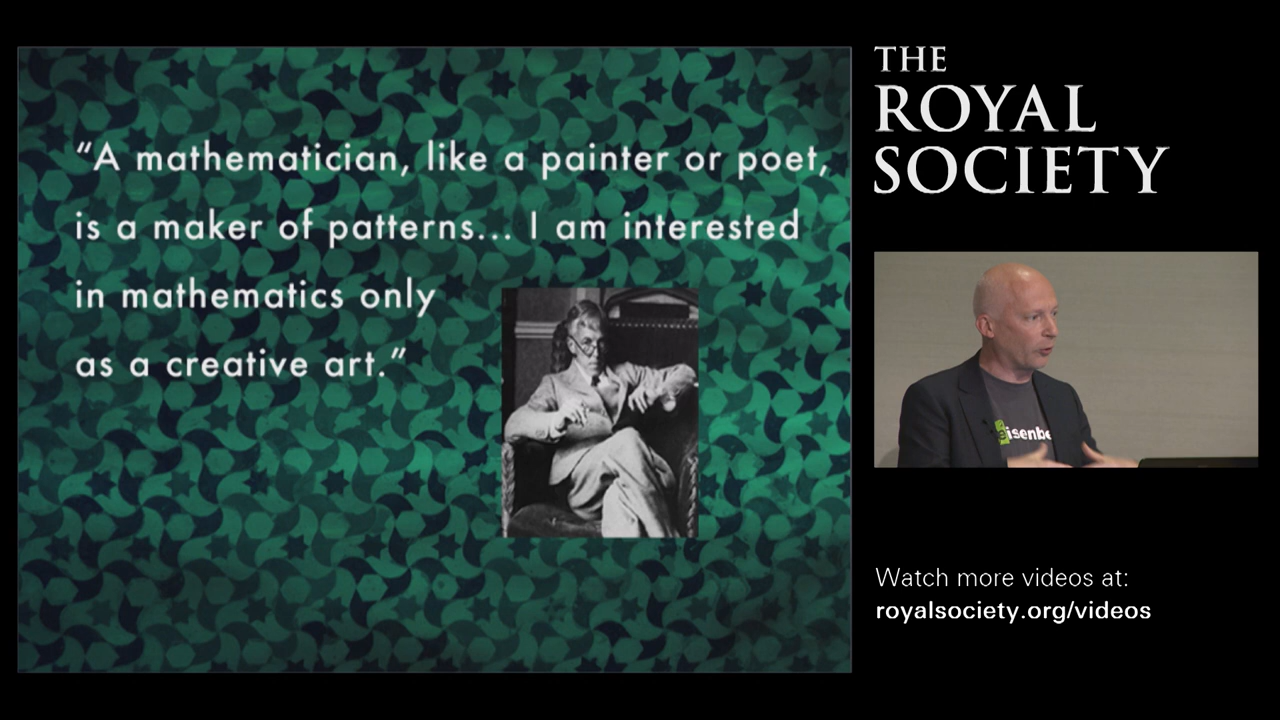 “A mathematician, like a painter or poet,
is a maker of patterns... I am interested
in mathematics only
as a creative art.”
THE
ROYAL
SOCIETY
eisenbe
Watch more videos at:
royalsociety.org/videos